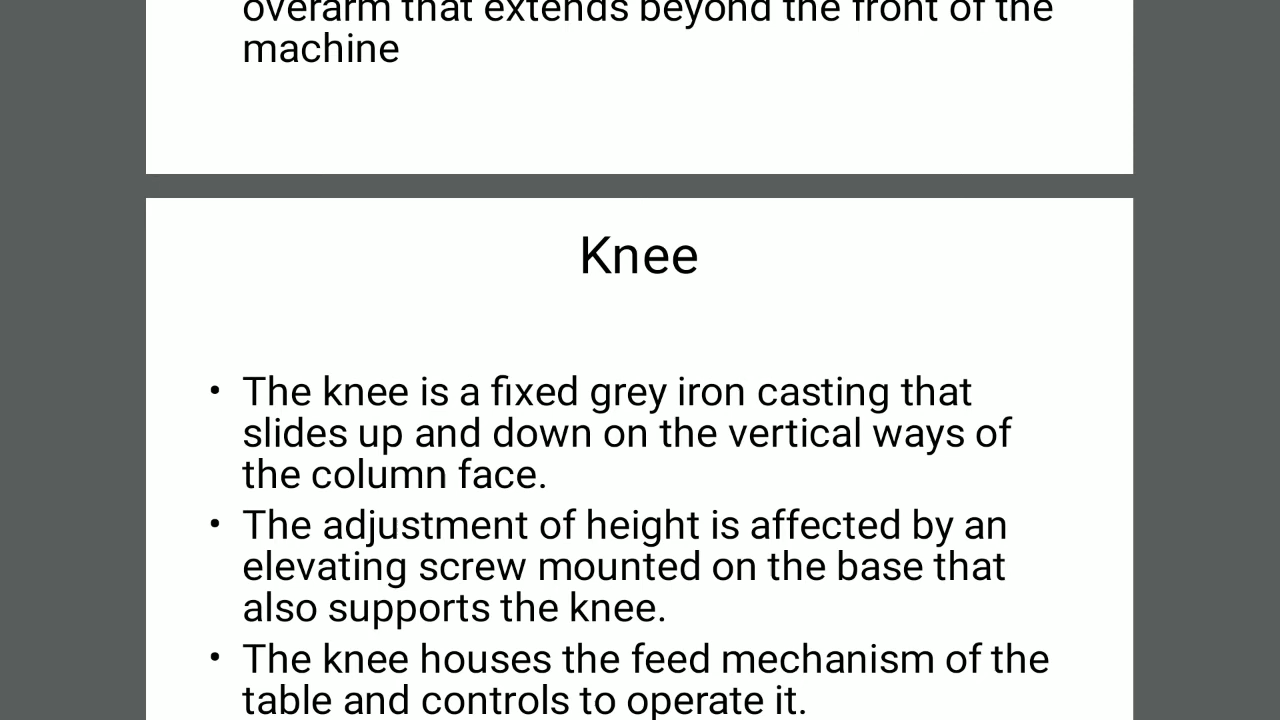 overarm that extends beyond the front of the
machine
Knee
• The knee is a fixed grey iron casting that
slides up and down on the vertical ways of
the column face.
• The adjustment of height is affected by an
elevating screw mounted on the base that
also supports the knee.
• The knee houses the feed mechanism of the
table and controls to operate it.